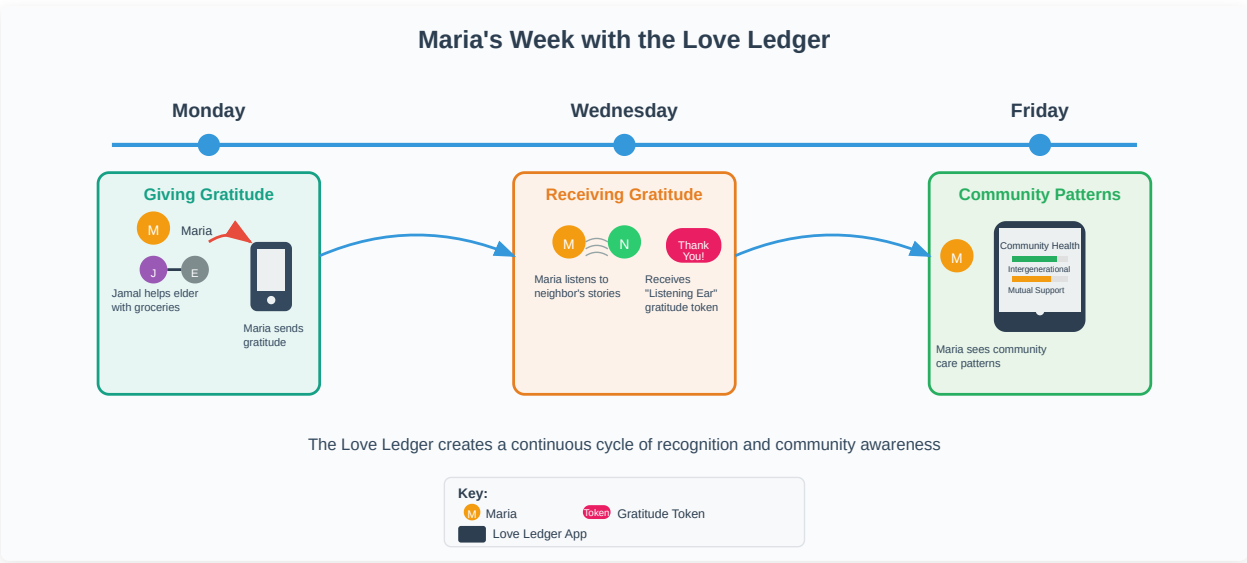 Maria's Week with the Love Ledger
Monday
Wednesday
Friday
Giving Gratitude
M
Maria
J
E
Jamal helps elder
with groceries
Maria sends
gratitude
Receiving Gratitude
M
N
Thank
You!
Maria listens to
neighbor's stories
Receives
"Listening Ear"
gratitude token
Community Patterns
M
Community Health
Intergenerational
Mutual Support
Maria sees community
care patterns
The Love Ledger creates a continuous cycle of recognition and community awareness
Key:
M Maria
Token Gratitude Token
Love Ledger App